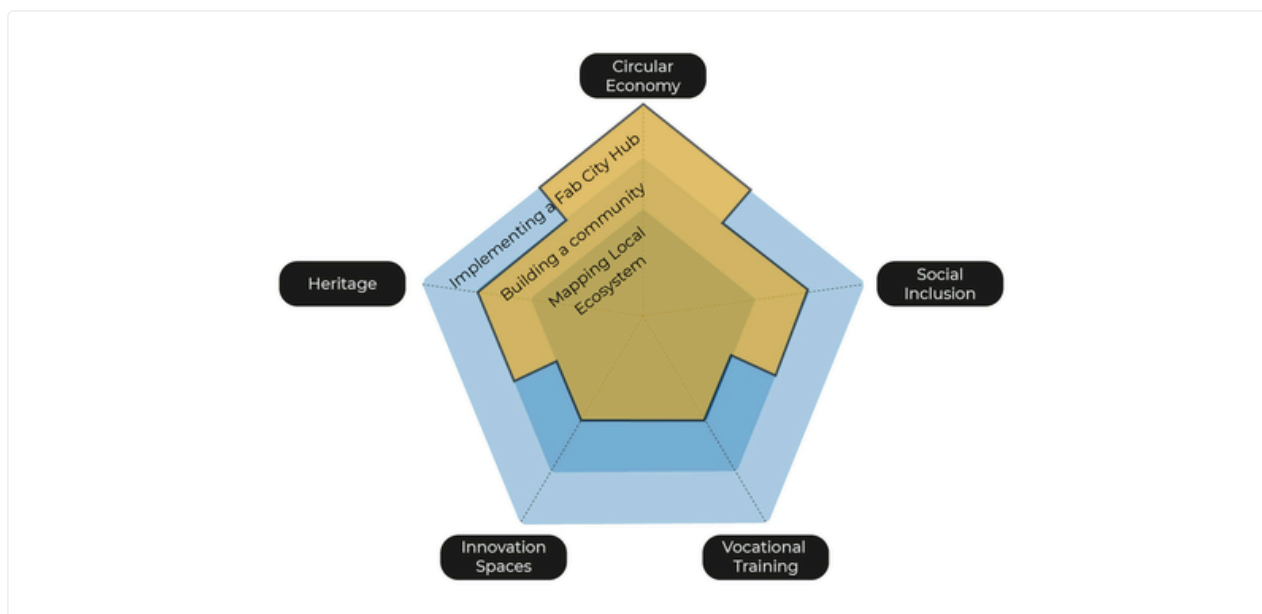 Circular
Economy
Implementing a Fab City Hub
Building a community
Mapping Local
Ecosystem
Heritage
Social
Inclusion
Innovation
Spaces
Vocational
Training